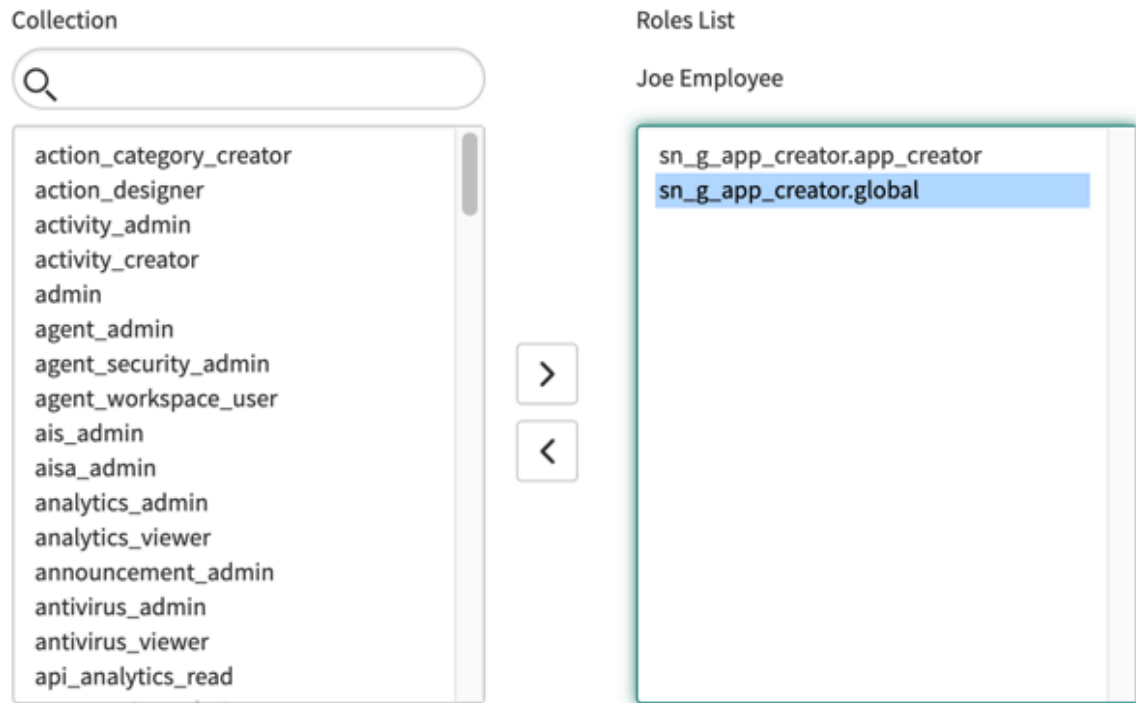 Collection
action_category_creator
action_designer
activity_admin
activity_creator
admin
agent_admin
agent_security_admin
agent_workspace_user
ais_admin
aisa_admin
analytics_admin
analytics_viewer
announcement_admin
antivirus_admin
antivirus_viewer
api_analytics_read
Roles List
Joe Employee
sn_g_app_creator.app_creator
sn_g_app_creator.global